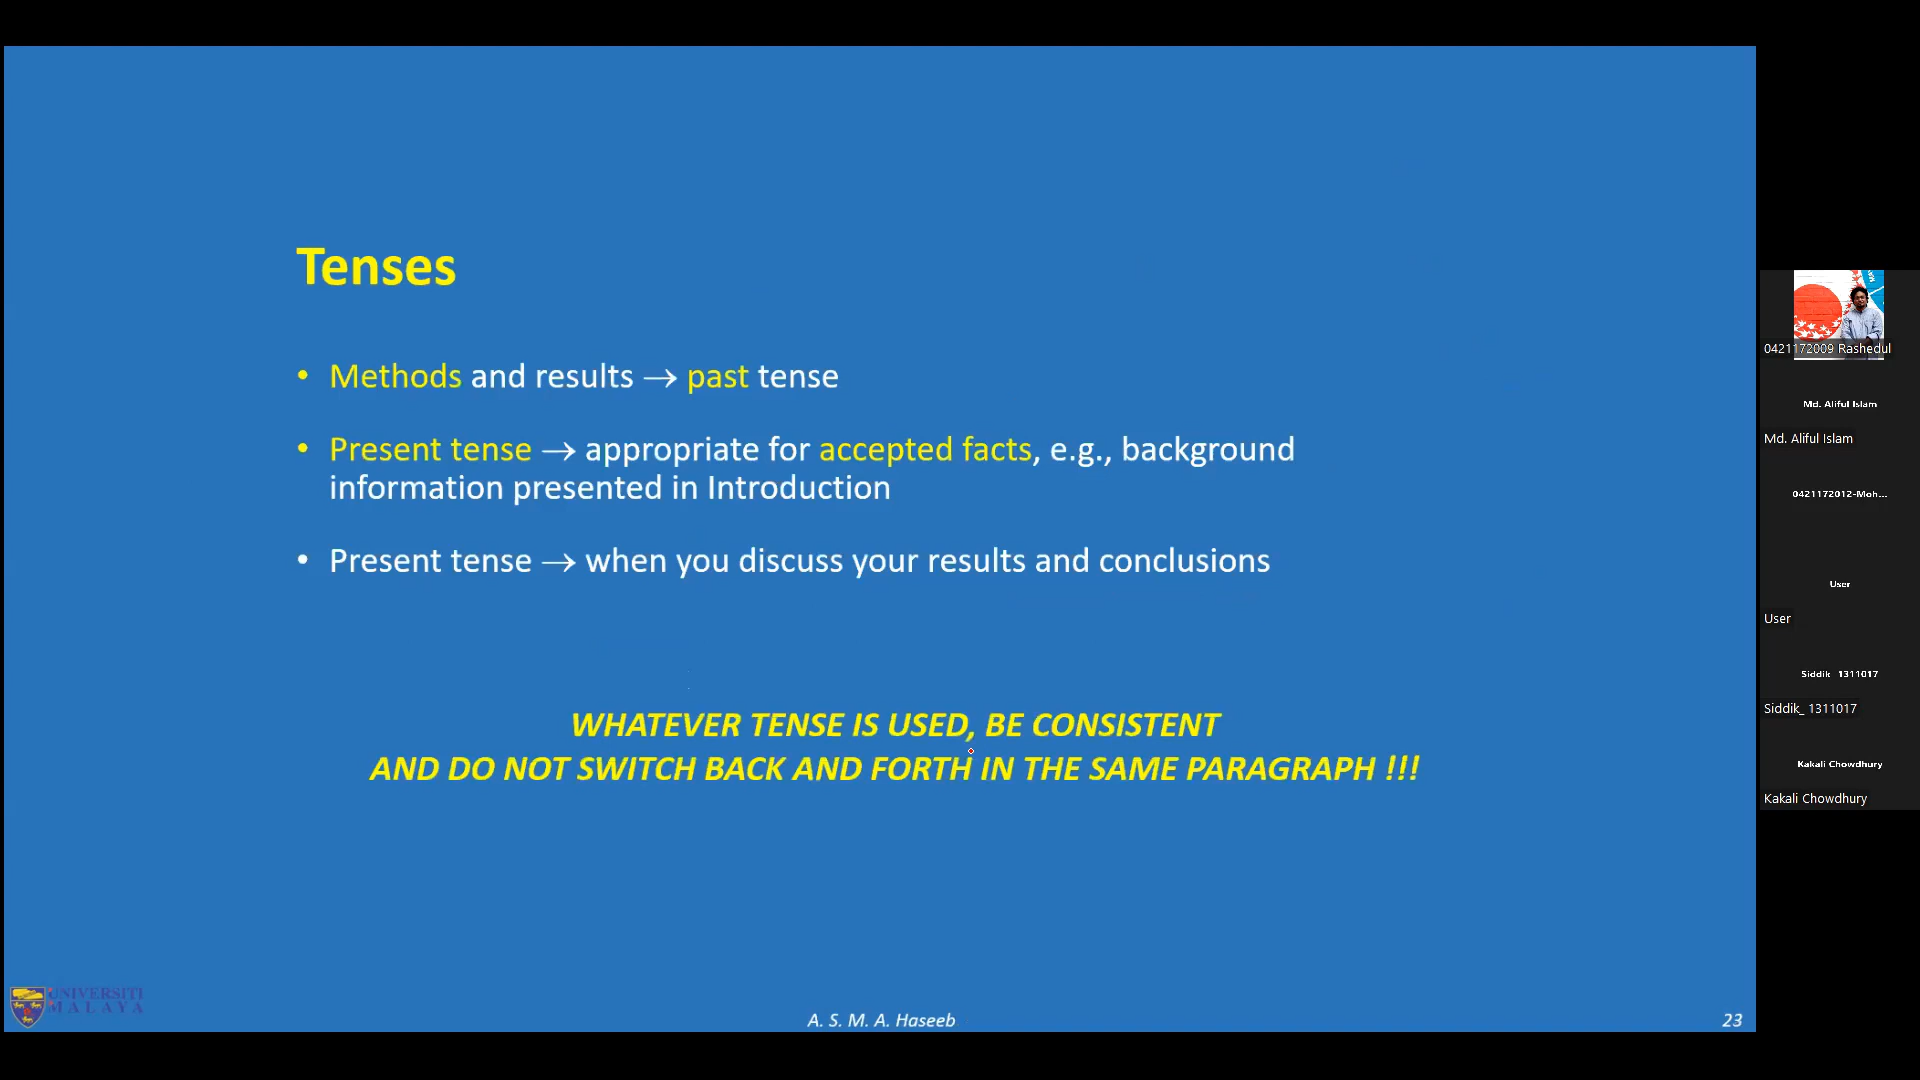 Tenses
• Methods and results → past tense
• Present tense → appropriate for accepted facts, e.g., background
information presented in Introduction
• Present tense → when you discuss your results and conclusions
WHATEVER TENSE IS USED, BE CONSISTENT
AND DO NOT SWITCH BACK AND FORTH IN THE SAME PARAGRAPH !!!
UNIVERSITI
MALAYA
A. S. M. A. Haseeb
23
0421172009 Rashedul
Md. Aliful Islam
Md. Aliful Islam
0421172012-Moh...
User
User
Siddik_ 1311017
Siddik_ 1311017
Kakali Chowdhury
Kakali Chowdhury